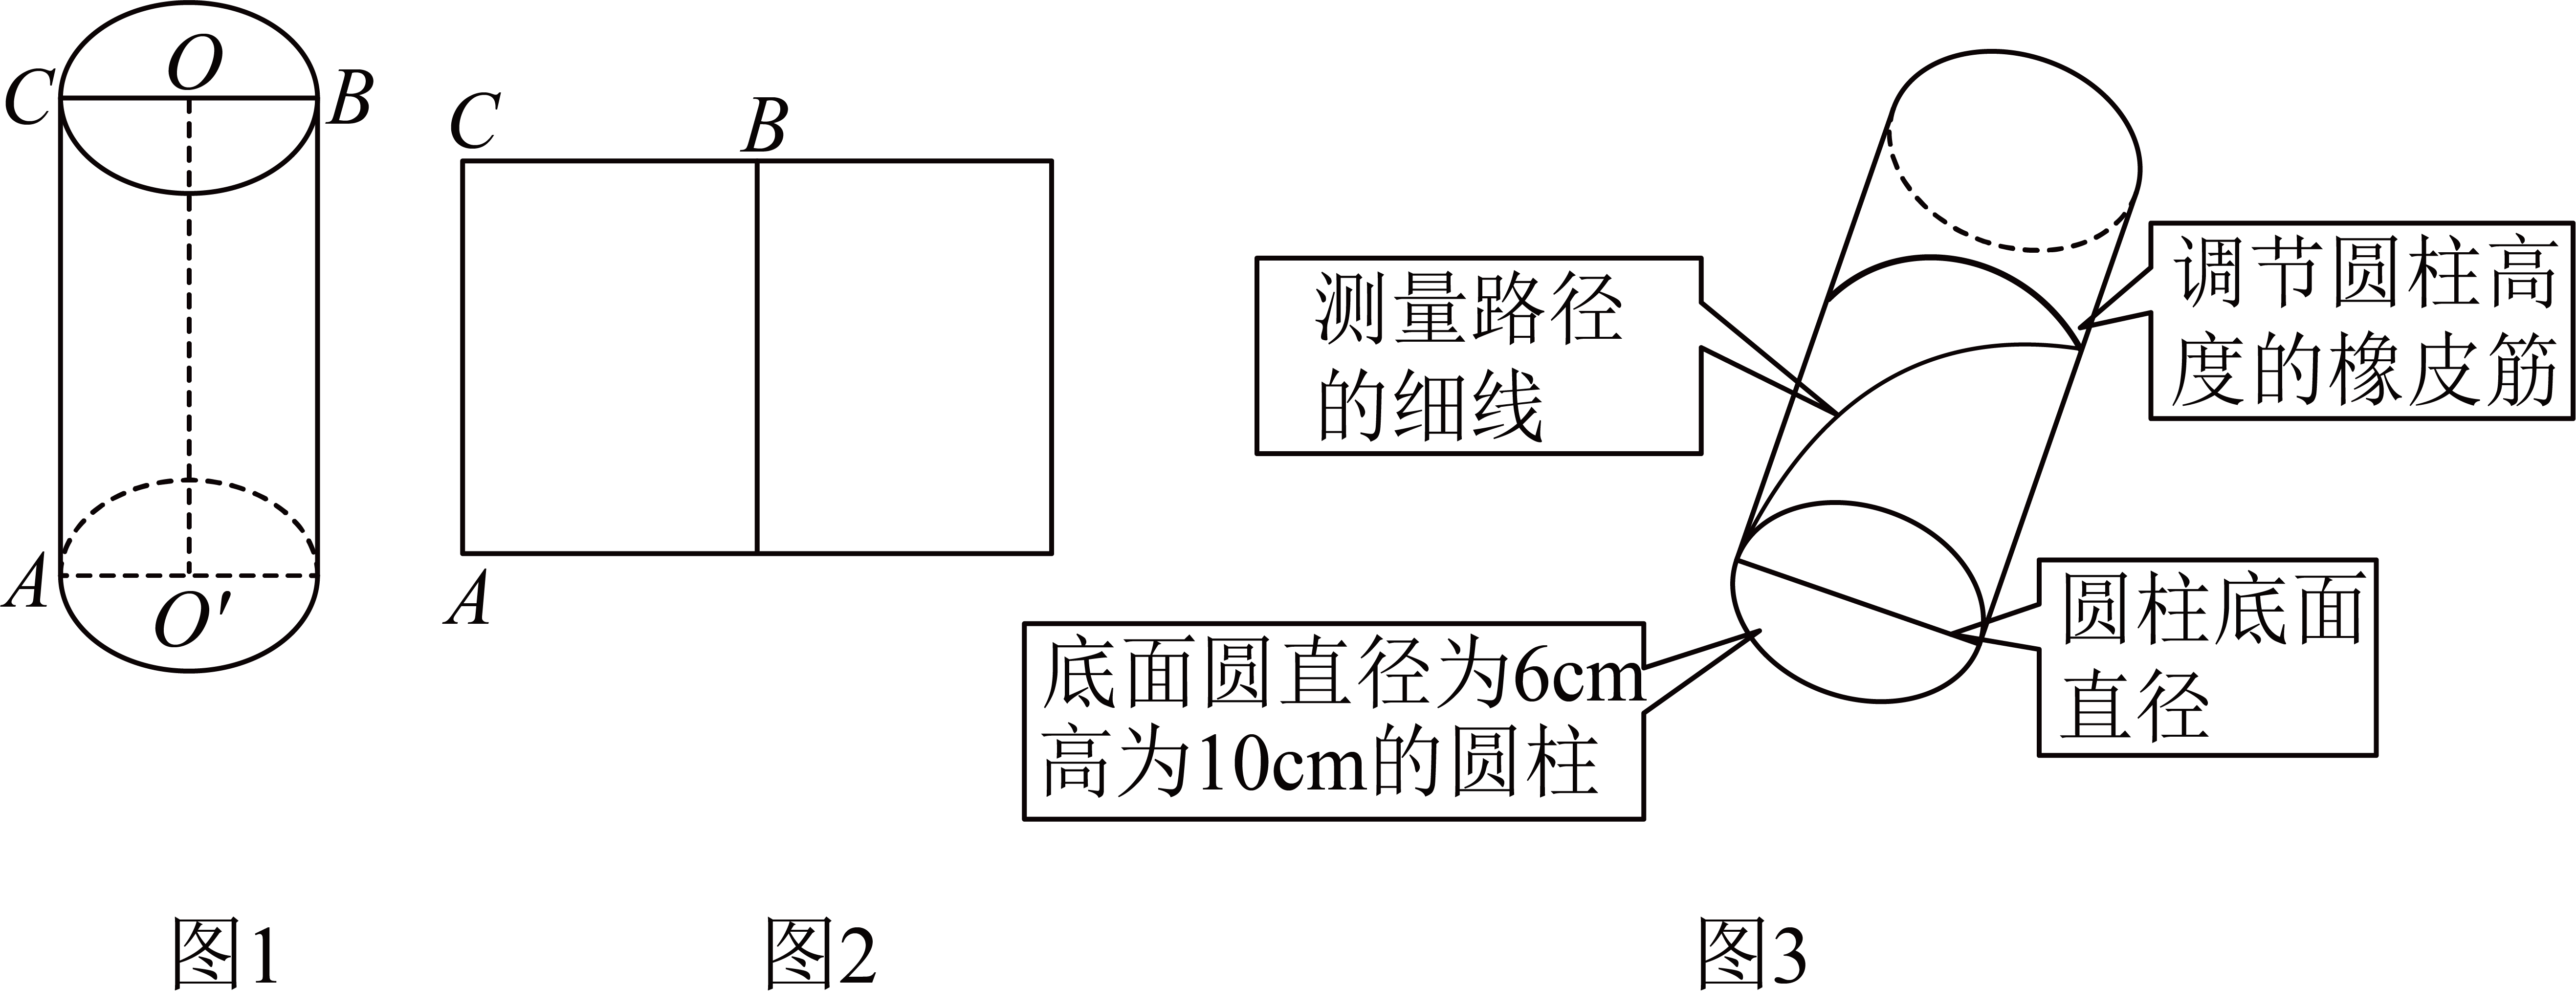 C
O
B
A
O′
C
B
A
测量路径
的细线
调节圆柱高
度的橡皮筋
底面圆直径为6cm
高为10cm的圆柱
圆柱底面
直径
图1
图2
图3